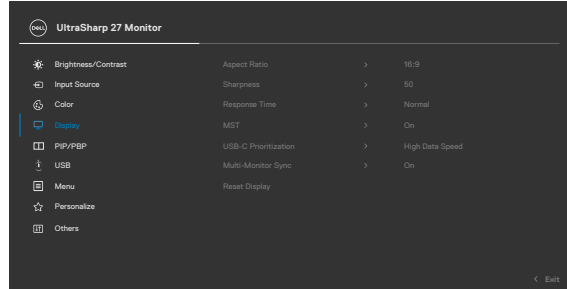 DELL UltraSharp 27 Monitor
Brightness/Contrast Aspect Ratio > 16:9
Input Source Sharpness > 50
Color Response Time > Normal
Display MST > On
PIP/PBP USB-C Prioritization > High Data Speed
USB Multi-Monitor Sync > On
Menu Reset Display
Personalize
Others
< Exit